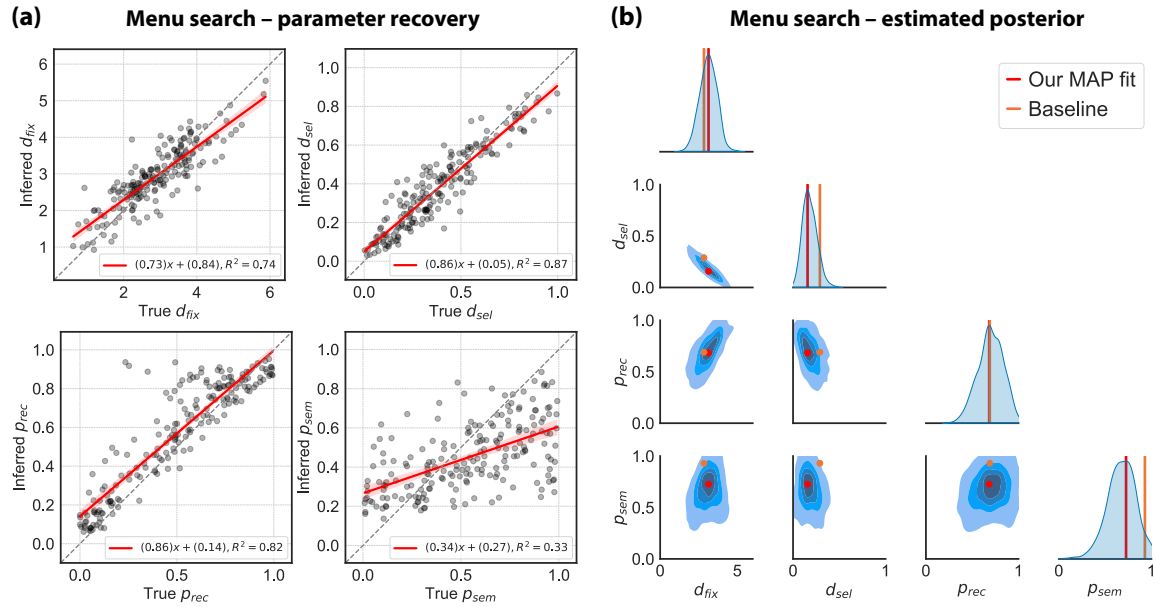 (a) Menu search – parameter recovery
6
5
4
3
2
1
Inferred d_fix
2
4
6
True d_fix
(0.73)x + (0.84), R² = 0.74
1.0
0.8
0.6
0.4
0.2
0.0
Inferred d_sel
0.0
0.5
1.0
True d_sel
(0.86)x + (0.05), R² = 0.87
1.0
0.8
0.6
0.4
0.2
0.0
Inferred p_rec
0.0
0.5
1.0
True p_rec
(0.86)x + (0.14), R² = 0.82
1.0
0.8
0.6
0.4
0.2
0.0
Inferred p_sem
0.0
0.5
1.0
True p_sem
(0.34)x + (0.27), R² = 0.33
(b) Menu search – estimated posterior
Our MAP fit
Baseline
1.0
0.5
0.0
d_sel
1.0
0.5
0.0
p_rec
1.0
0.5
0.0
p_sem
0
5
d_fix
0
1
d_sel
0
1
p_rec
0
1
p_sem